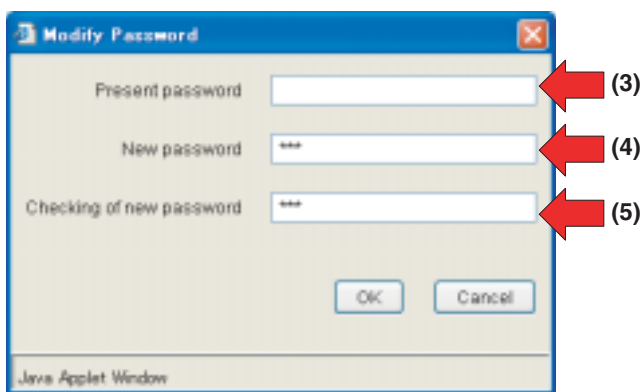 Modify Password
Present password
(3)
New password
***
(4)
Checking of new password
***
(5)
OK
Cancel
Java Applet Window